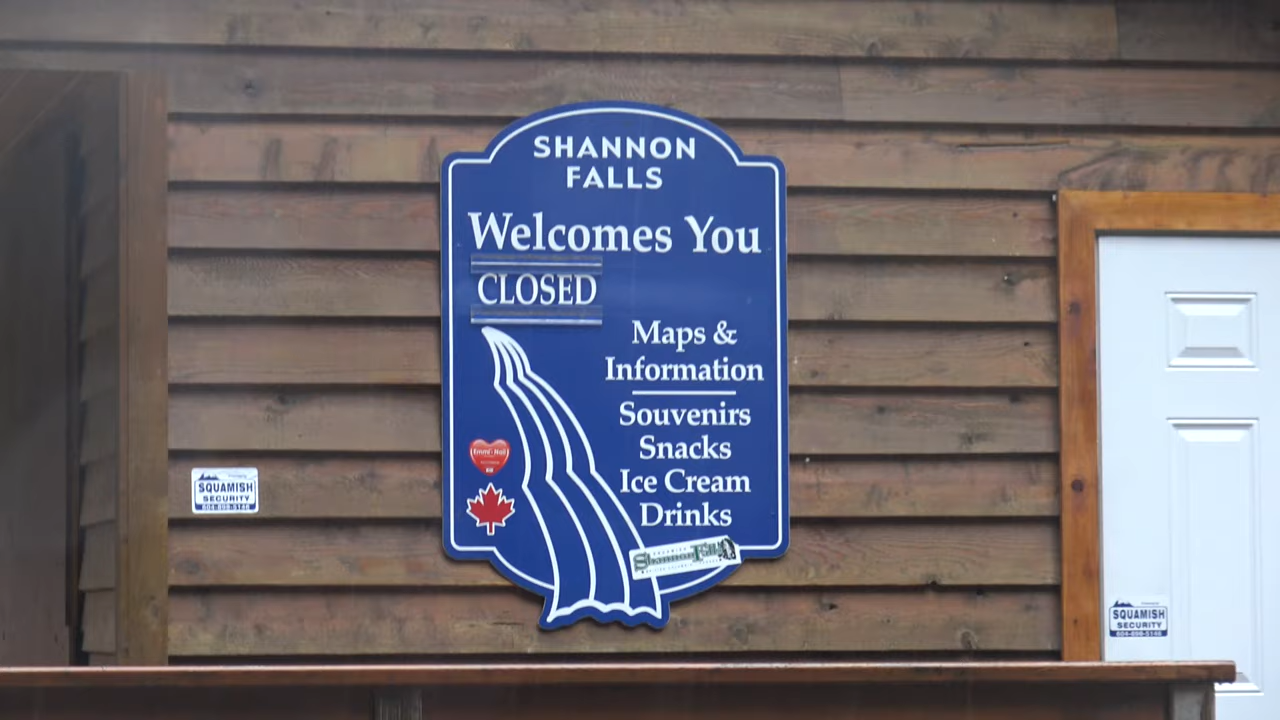 SHANNON
FALLS
Welcomes You
CLOSED
Maps &
Information
Souvenirs
Snacks
Ice Cream
Drinks
SQUAMISH
SECURITY
604-898-5148
SQUAMISH
SECURITY
604-898-5148